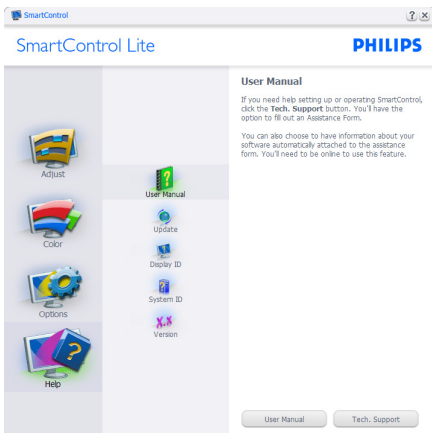 SmartControl
SmartControl Lite
PHILIPS
Adjust
Color
Options
Help
User Manual
Update
Display ID
System ID
X.X
Version
User Manual
If you need help setting up or operating SmartControl,
click the Tech. Support button. You'll have the
option to fill out an Assistance Form.
You can also choose to have information about your
software automatically attached to the assistance
form. You'll need to be online to use this feature.
User Manual
Tech. Support